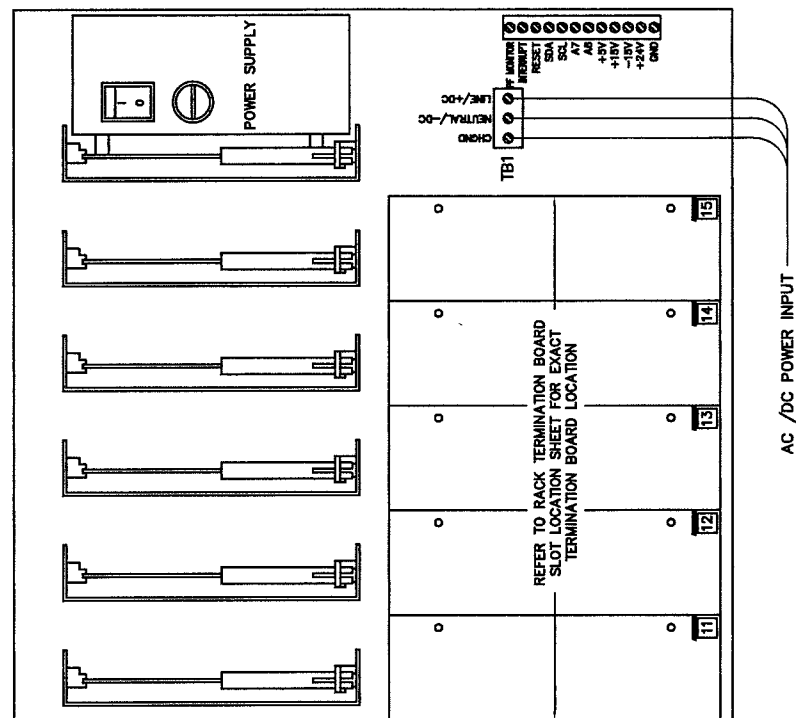 POWER SUPPLY
I
0
PF MONITOR
INTERRUPT
RESET
SDA
SCL
A7
A6
+5V
+15V
-15V
+24V
GND
LINE/+DC
NEUTRAL/-DC
CHGND
TB1
15
14
13
12
11
REFER TO RACK TERMINATION BOARD
SLOT LOCATION SHEET FOR EXACT
TERMINATION BOARD LOCATION
AC /DC POWER INPUT